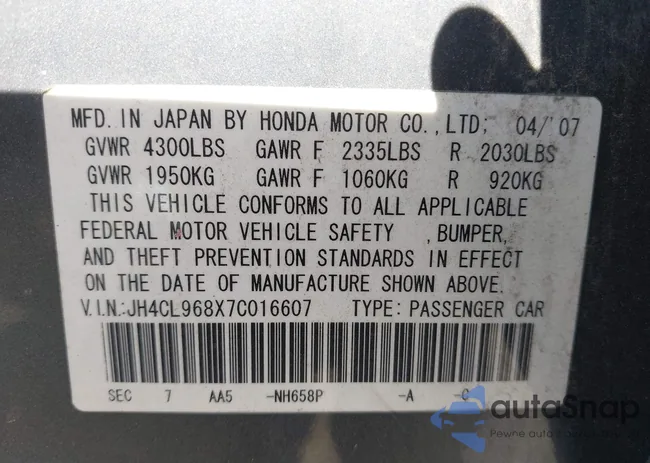 MFD. IN JAPAN BY HONDA MOTOR CO., LTD; 04/'07
GVWR 4300LBS GAWR F 2335LBS R 2030LBS
GVWR 1950KG GAWR F 1060KG R 920KG
THIS VEHICLE CONFORMS TO ALL APPLICABLE
FEDERAL MOTOR VEHICLE SAFETY , BUMPER,
AND THEFT PREVENTION STANDARDS IN EFFECT
ON THE DATE OF MANUFACTURE SHOWN ABOVE.
V.I.N.:JH4CL968X7C016607 TYPE: PASSENGER CAR
SEC 7 AA5 -NH658P -A -C
autoSnap
Pewne auto z